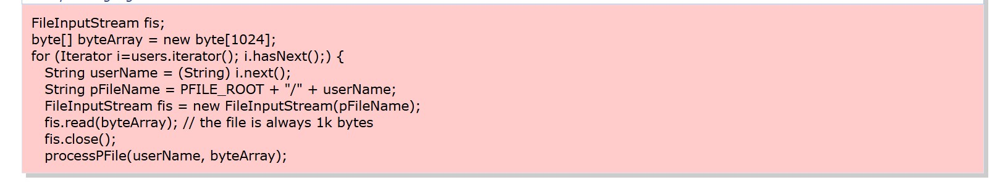 FileInputStream fis;
byte[] byteArray = new byte[1024];
for (Iterator i=users.iterator(); i.hasNext();) {
String userName = (String) i.next();
String pFileName = PFILE_ROOT + "/" + userName;
FileInputStream fis = new FileInputStream(pFileName);
fis.read(byteArray); // the file is always 1k bytes
fis.close();
processPFile(userName, byteArray);